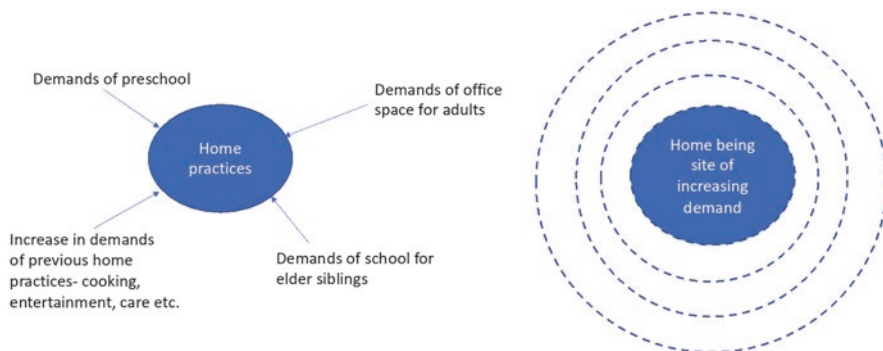 Demands of preschool
Demands of office
space for adults
Home
practices
Increase in demands
of previous home
practices- cooking,
entertainment, care etc.
Demands of school for
elder siblings
Home being
site of
increasing
demand